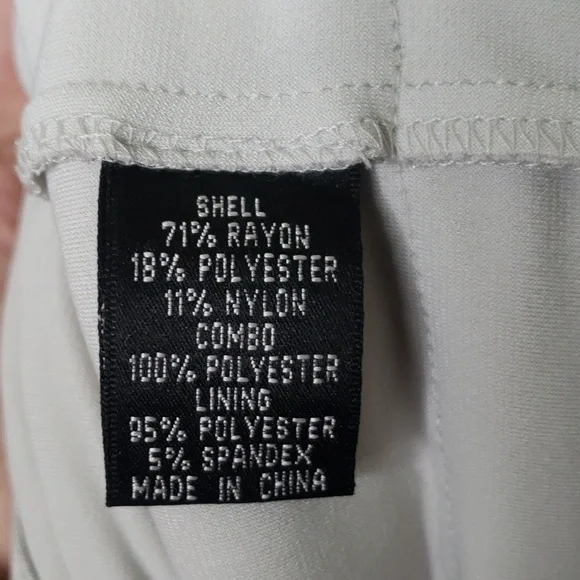 SHELL
71% RAYON
18% POLYESTER
11% NYLON
COMBO
100% POLYESTER
LINING
95% POLYESTER
5% SPANDEX
MADE IN CHINA